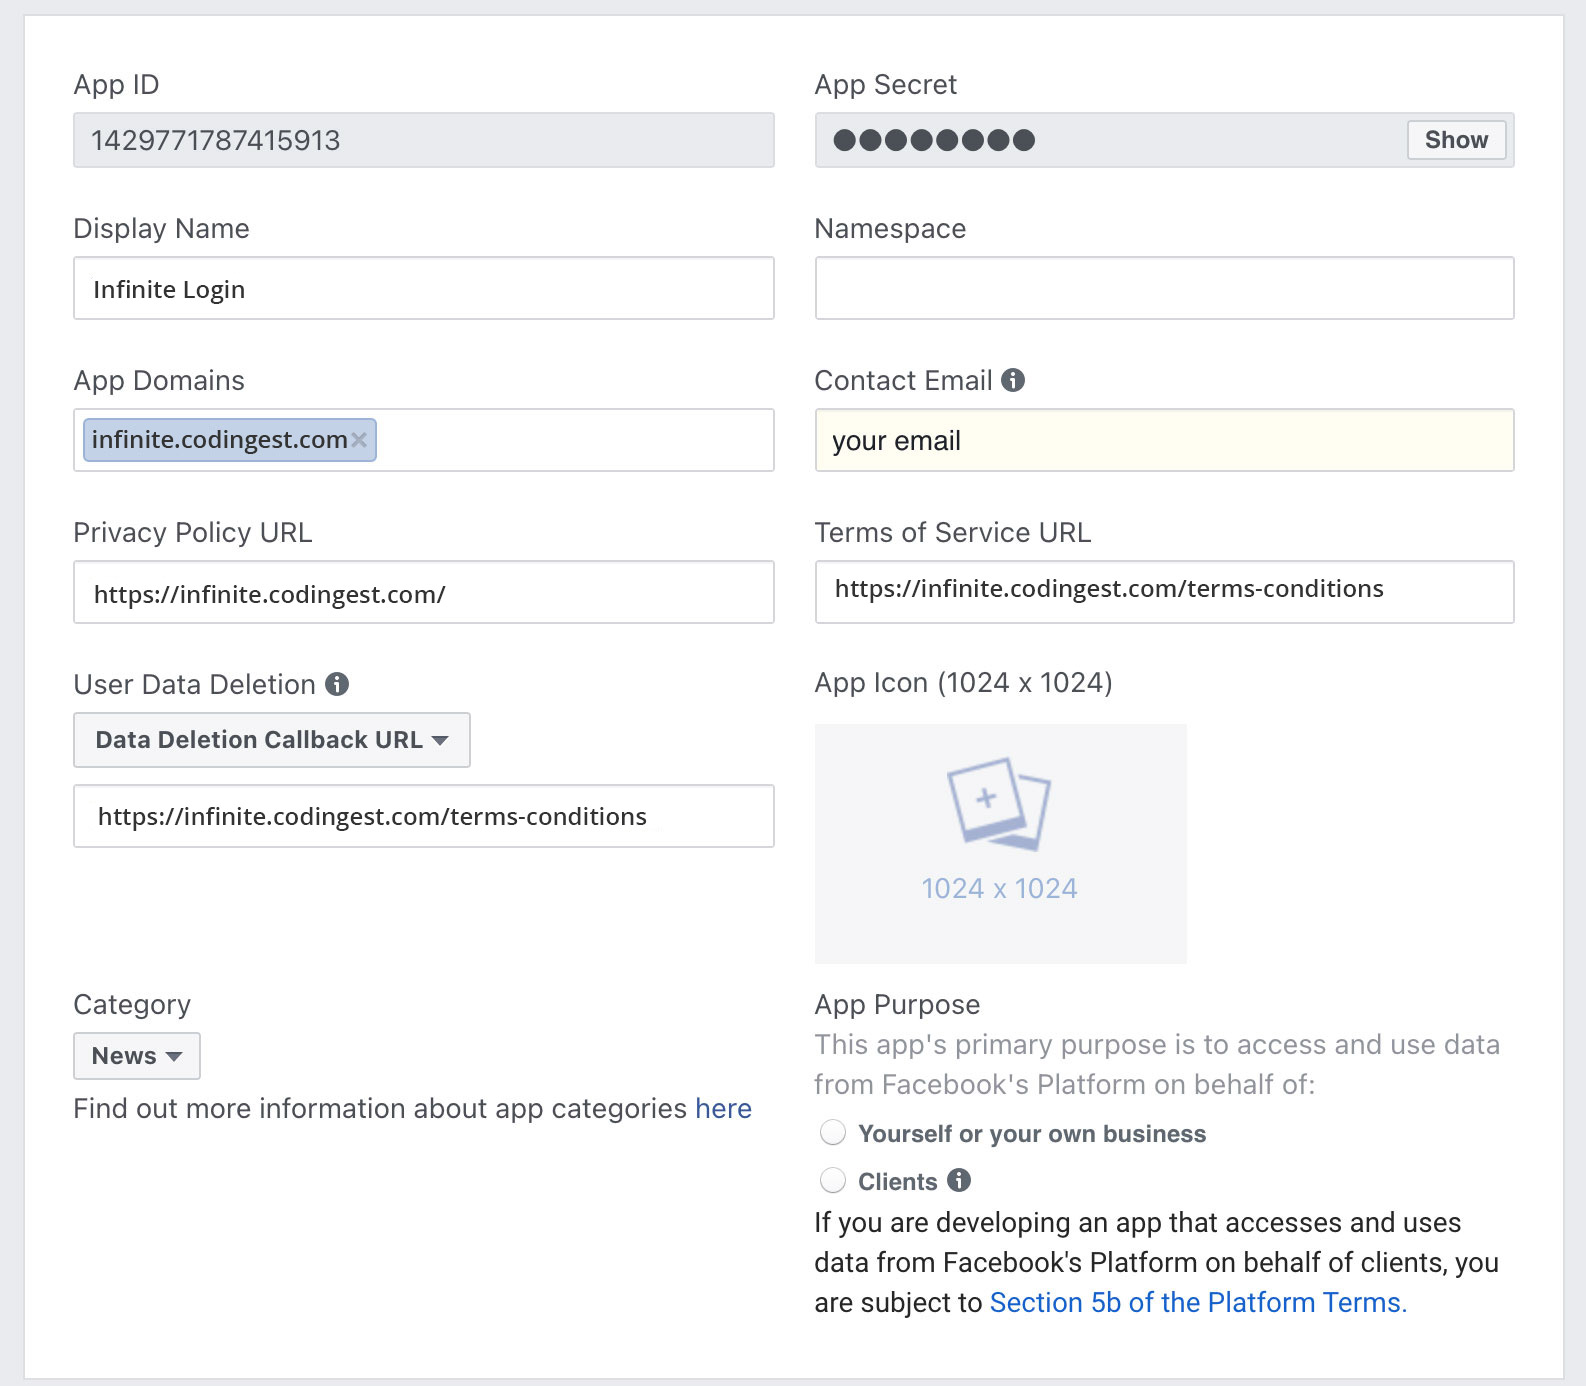 App ID
1429771787415913
App Secret
Show
Display Name
Infinite Login
Namespace
App Domains
infinite.codingest.com
Contact Email
your email
Privacy Policy URL
https://infinite.codingest.com/
Terms of Service URL
https://infinite.codingest.com/terms-conditions
User Data Deletion
Data Deletion Callback URL
https://infinite.codingest.com/terms-conditions
App Icon (1024 x 1024)
1024 x 1024
Category
News
Find out more information about app categories here
App Purpose
This app's primary purpose is to access and use data
from Facebook's Platform on behalf of:
Yourself or your own business
Clients
If you are developing an app that accesses and uses
data from Facebook's Platform on behalf of clients, you
are subject to Section 5b of the Platform Terms.